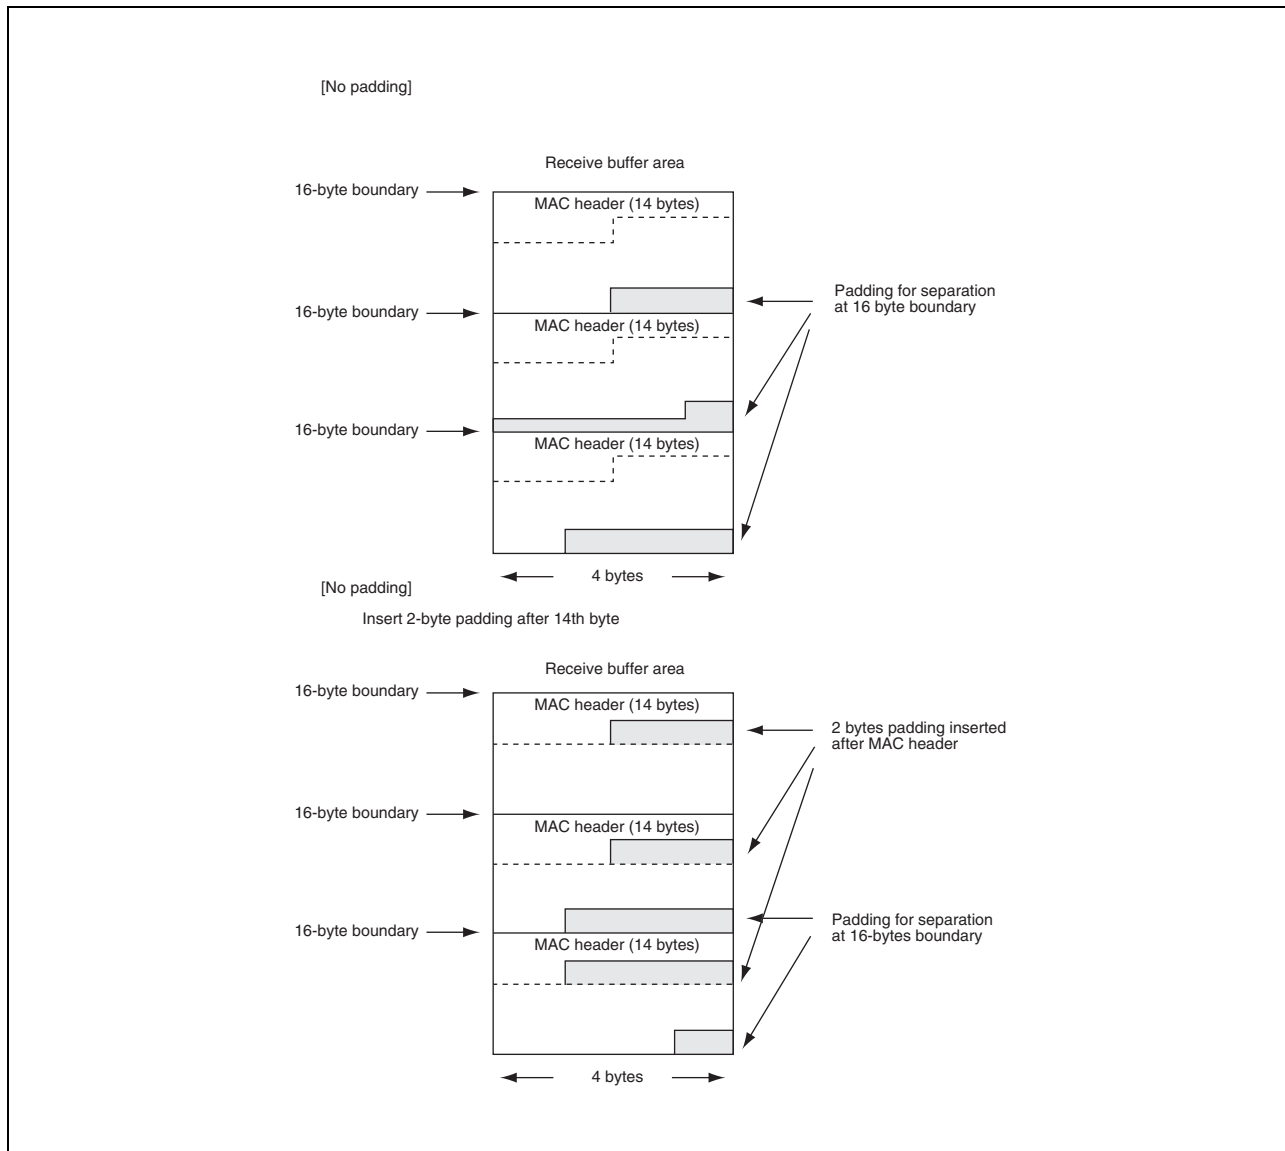 [No padding]
Receive buffer area
16-byte boundary
MAC header (14 bytes)
16-byte boundary
MAC header (14 bytes)
Padding for separation
at 16 byte boundary
16-byte boundary
MAC header (14 bytes)
4 bytes
[No padding]
Insert 2-byte padding after 14th byte
Receive buffer area
16-byte boundary
MAC header (14 bytes)
2 bytes padding inserted
after MAC header
16-byte boundary
MAC header (14 bytes)
16-byte boundary
MAC header (14 bytes)
Padding for separation
at 16-bytes boundary
4 bytes